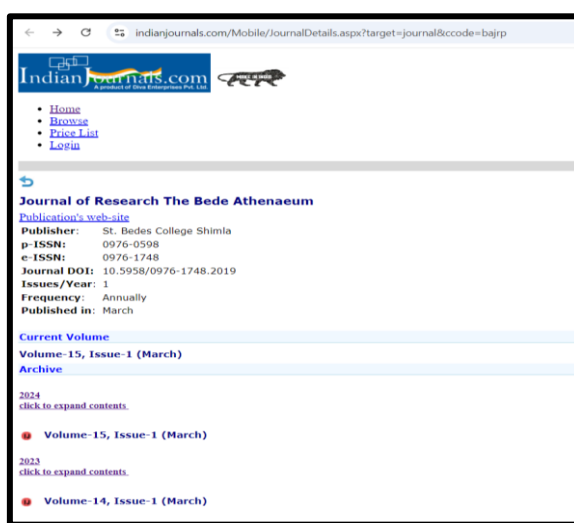 indianjournals.com/Mobile/JournalDetails.aspx?target=journal&ccode=bajrp
IndianJournals.com
A product of Diva Enterprises Pvt. Ltd.
MAKE IN INDIA
Home
Browse
Price List
Login
Journal of Research The Bede Athenaeum
Publication's web-site
Publisher: St. Bedes College Shimla
p-ISSN: 0976-0598
e-ISSN: 0976-1748
Journal DOI: 10.5958/0976-1748.2019
Issues/Year: 1
Frequency: Annually
Published in: March
Current Volume
Volume-15, Issue-1 (March)
Archive
2024
click to expand contents
Volume-15, Issue-1 (March)
2023
click to expand contents
Volume-14, Issue-1 (March)